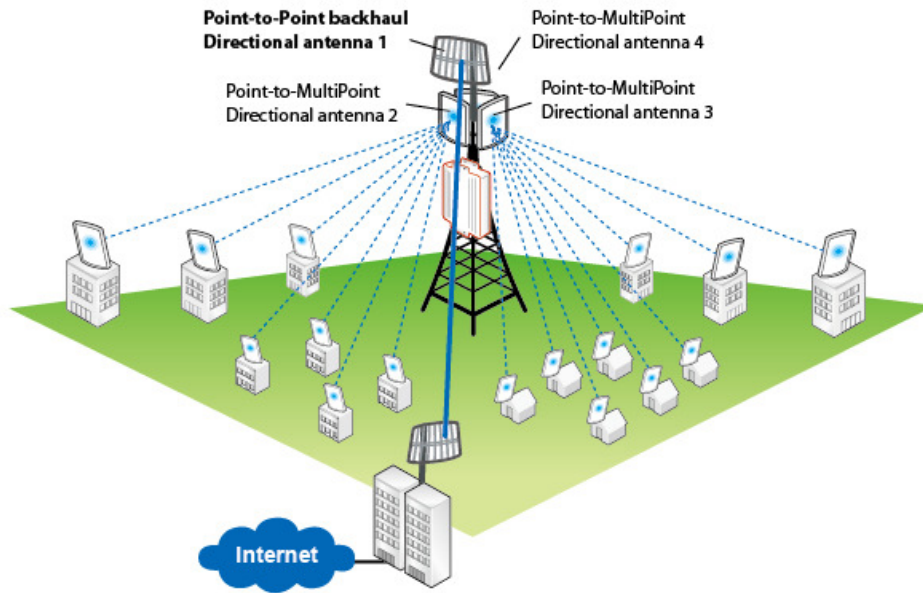 Point-to-Point backhaul
Directional antenna 1
Point-to-MultiPoint
Directional antenna 4
Point-to-MultiPoint
Directional antenna 2
Point-to-MultiPoint
Directional antenna 3
Internet